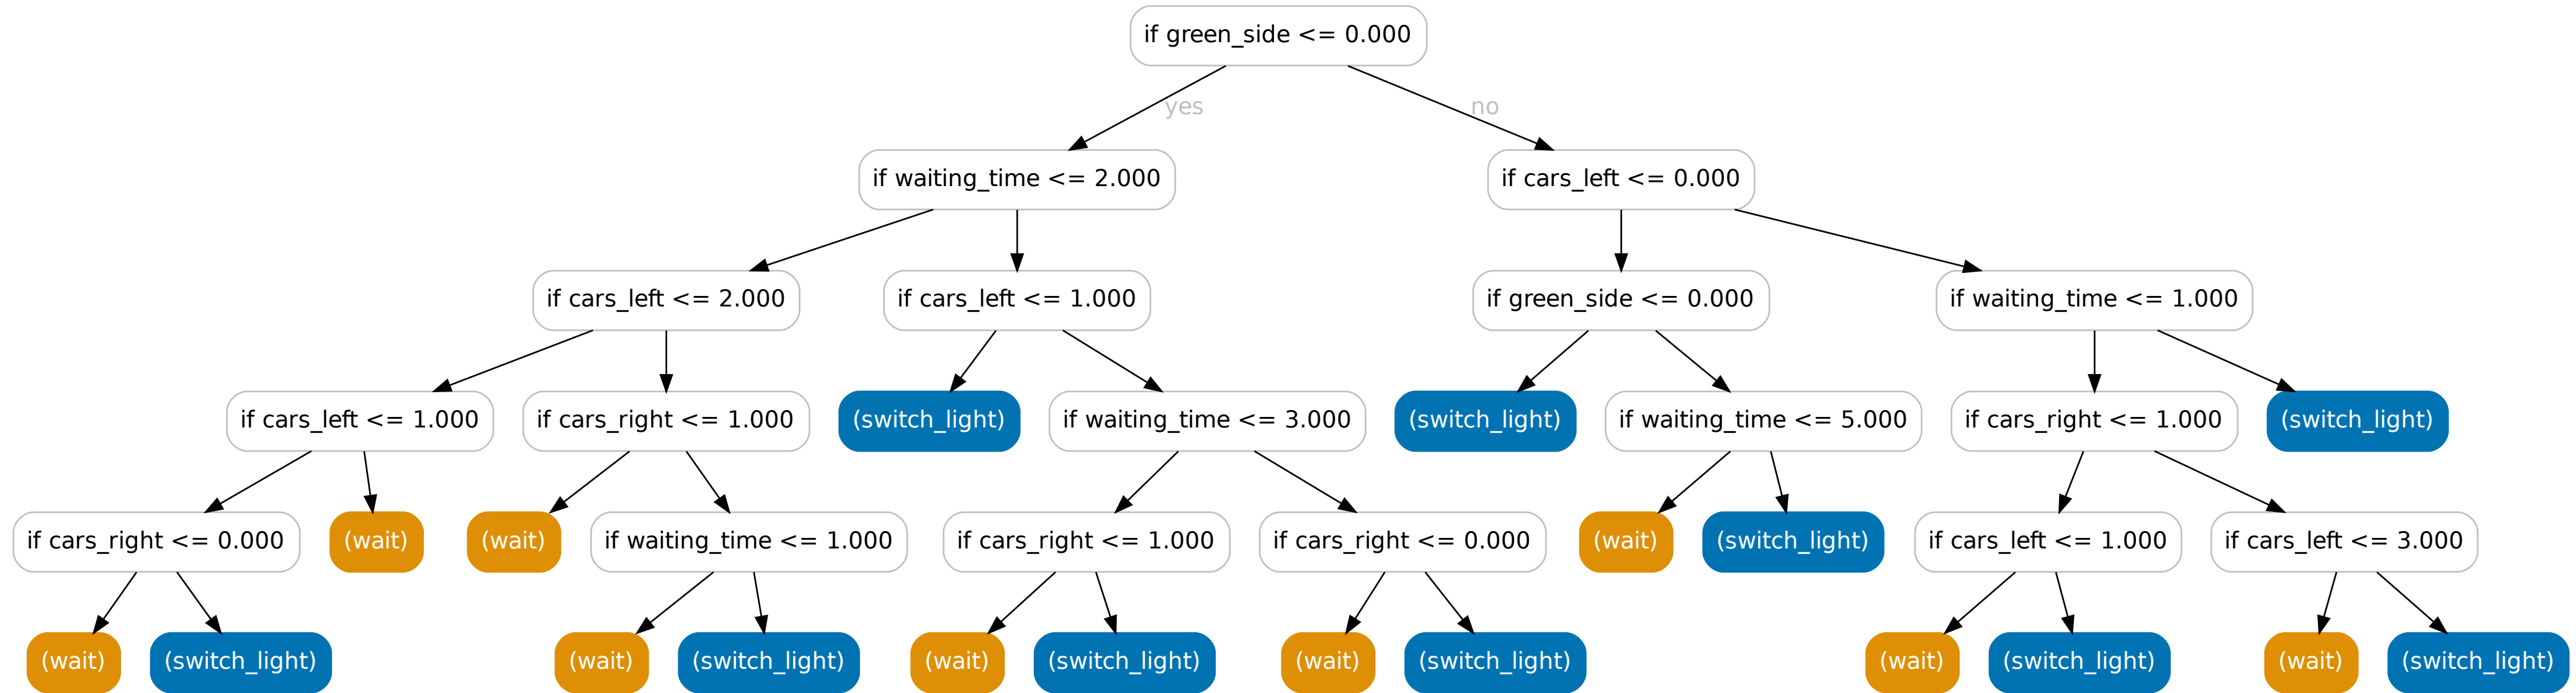 if green_side <= 0.000
yes
no
if waiting_time <= 2.000
if cars_left <= 0.000
if cars_left <= 2.000
if cars_left <= 1.000
if green_side <= 0.000
if waiting_time <= 1.000
if cars_left <= 1.000
if cars_right <= 1.000
(switch_light)
if waiting_time <= 3.000
(switch_light)
if waiting_time <= 5.000
if cars_right <= 1.000
(switch_light)
if cars_right <= 0.000
(wait)
(wait)
if waiting_time <= 1.000
if cars_right <= 1.000
if cars_right <= 0.000
(wait)
(switch_light)
if cars_left <= 1.000
if cars_left <= 3.000
(wait)
(switch_light)
(wait)
(switch_light)
(wait)
(switch_light)
(wait)
(switch_light)
(wait)
(switch_light)
(wait)
(switch_light)